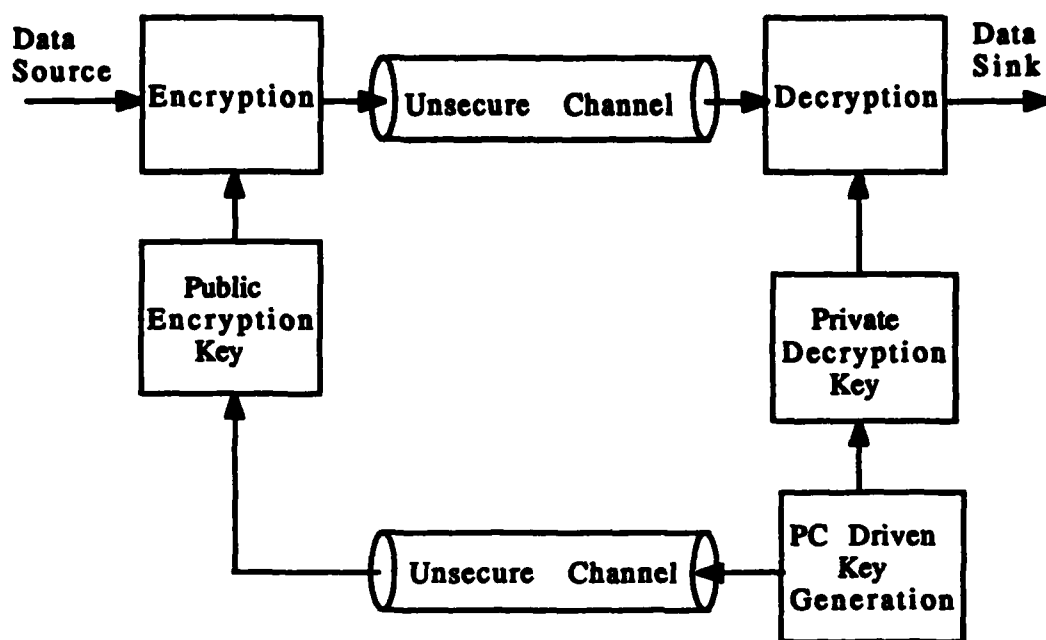 Data
Source
Encryption
Unsecure Channel
Decryption
Data
Sink
Public
Encryption
Key
Private
Decryption
Key
Unsecure Channel
PC Driven
Key
Generation